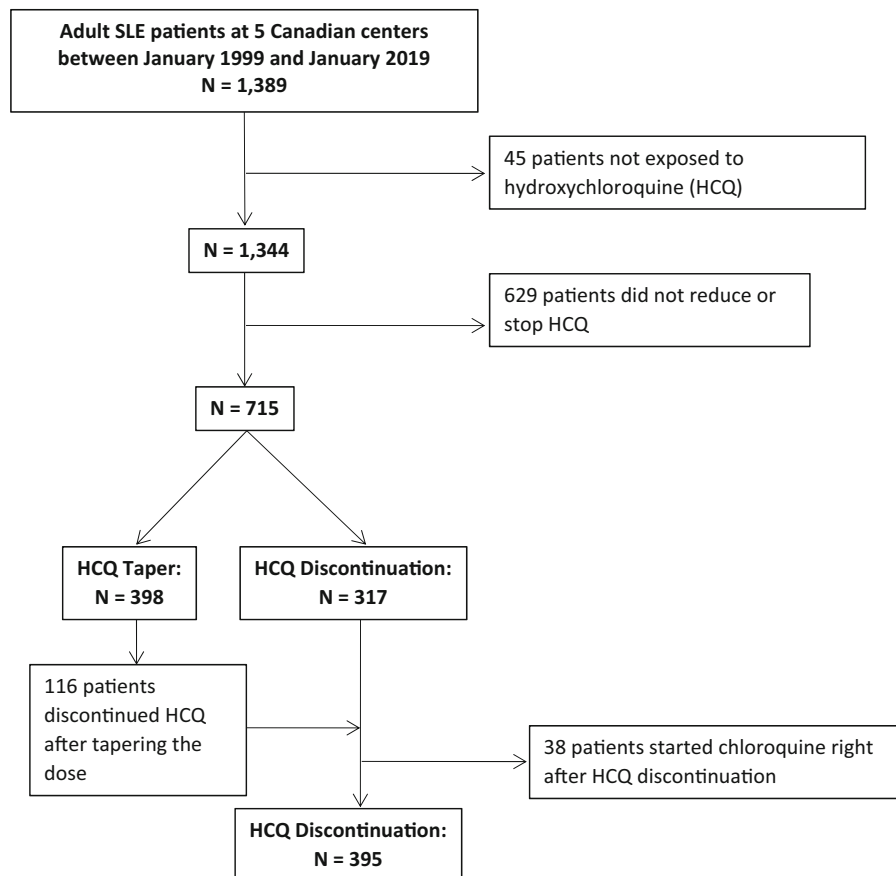 Adult SLE patients at 5 Canadian centers
between January 1999 and January 2019
N = 1,389
45 patients not exposed to
hydroxychloroquine (HCQ)
N = 1,344
629 patients did not reduce or
stop HCQ
N = 715
HCQ Taper:
N = 398
HCQ Discontinuation:
N = 317
116 patients
discontinued HCQ
after tapering the
dose
38 patients started chloroquine right
after HCQ discontinuation
HCQ Discontinuation:
N = 395